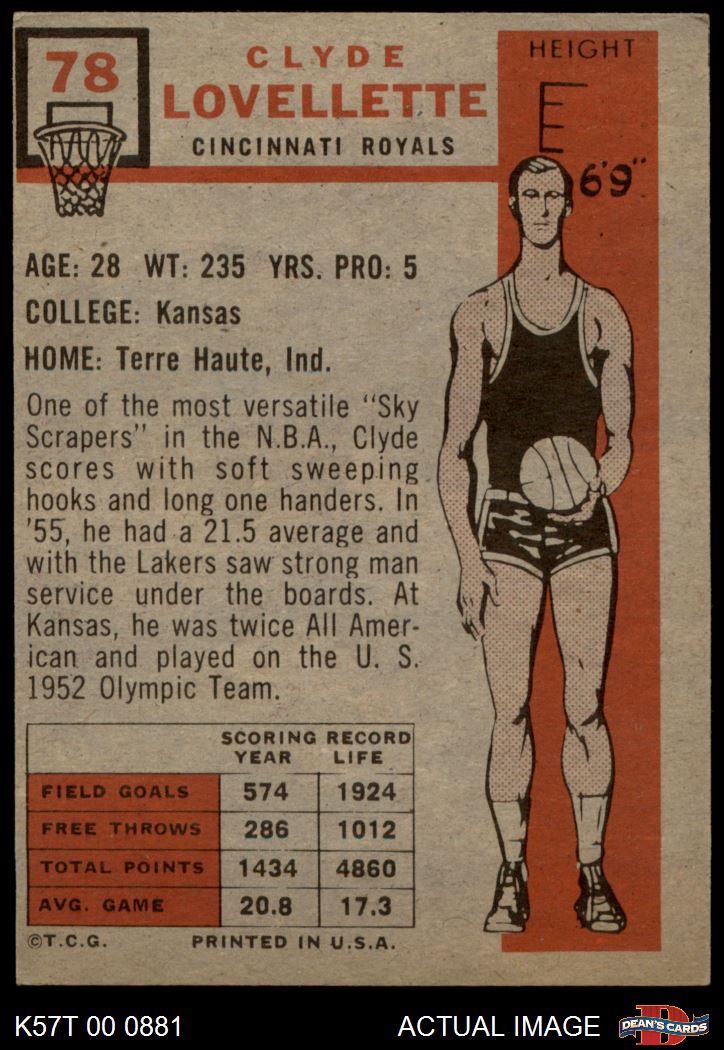 78
CLYDE
LOVELLETTE
CINCINNATI ROYALS
HEIGHT
6'9"
AGE: 28 WT: 235 YRS. PRO: 5
COLLEGE: Kansas
HOME: Terre Haute, Ind.
One of the most versatile "Sky
Scrapers" in the N.B.A., Clyde
scores with soft sweeping
hooks and long one handers. In
'55, he had a 21.5 average and
with the Lakers saw strong man
service under the boards. At
Kansas, he was twice All Amer-
ican and played on the U. S.
1952 Olympic Team.
SCORING RECORD
YEAR LIFE
FIELD GOALS 574 1924
FREE THROWS 286 1012
TOTAL POINTS 1434 4860
AVG. GAME 20.8 17.3
©T.C.G. PRINTED IN U.S.A.
K57T 00 0881
ACTUAL IMAGE
D
DEAN'S CARDS